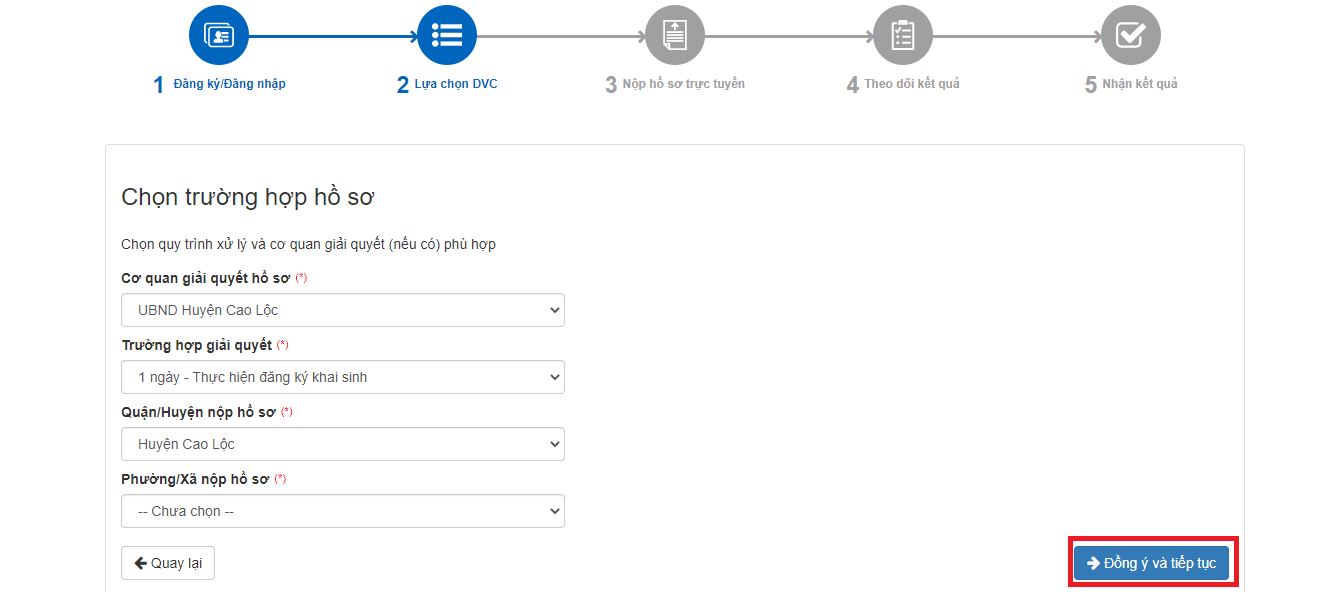 1 Đăng ký/Đăng nhập
2 Lựa chọn DVC
3 Nộp hồ sơ trực tuyến
4 Theo dõi kết quả
5 Nhận kết quả
Chọn trường hợp hồ sơ
Chọn quy trình xử lý và cơ quan giải quyết (nếu có) phù hợp
Cơ quan giải quyết hồ sơ (*)
UBND Huyện Cao Lộc
Trường hợp giải quyết (*)
1 ngày - Thực hiện đăng ký khai sinh
Quận/Huyện nộp hồ sơ (*)
Huyện Cao Lộc
Phường/Xã nộp hồ sơ (*)
-- Chưa chọn --
Quay lại
Đồng ý và tiếp tục